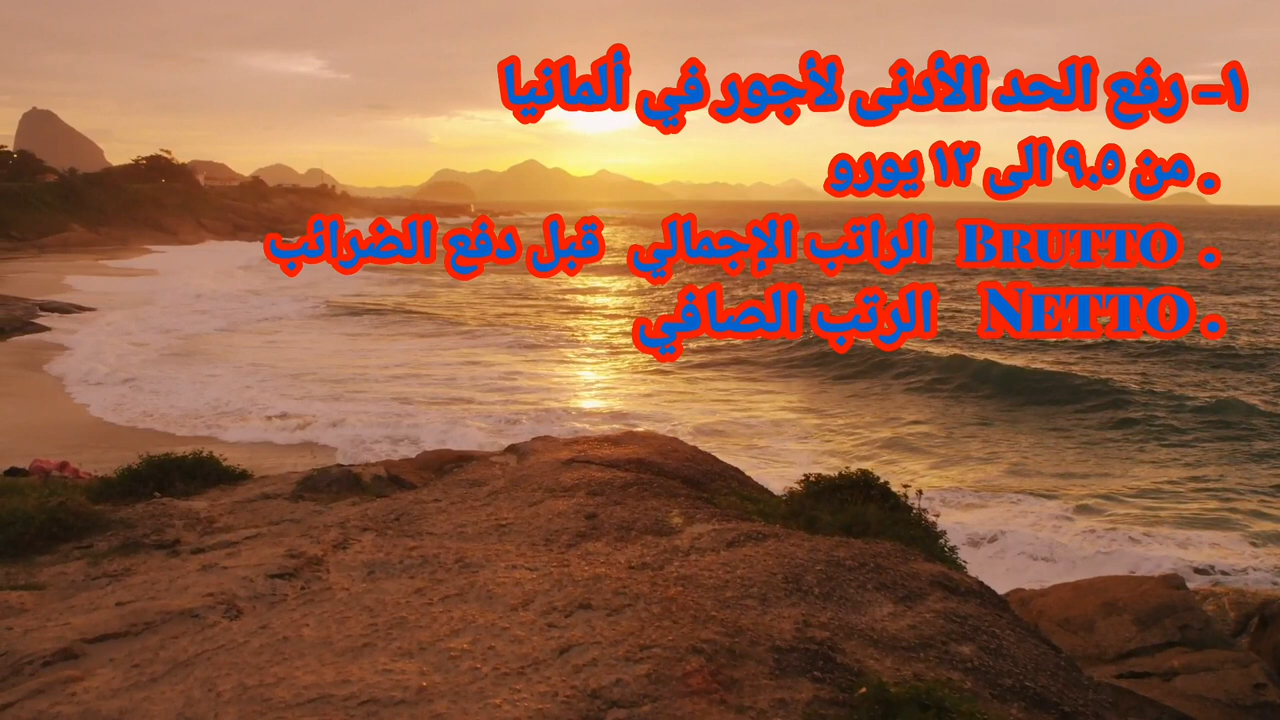 ١- رفع الحد الأدنى لأجور في ألمانيا
. من ٩.٥ الى ١٢ يورو
. BRUTTO الراتب الإجمالي قبل دفع الضرائب
. NETTO الرتب الصافي